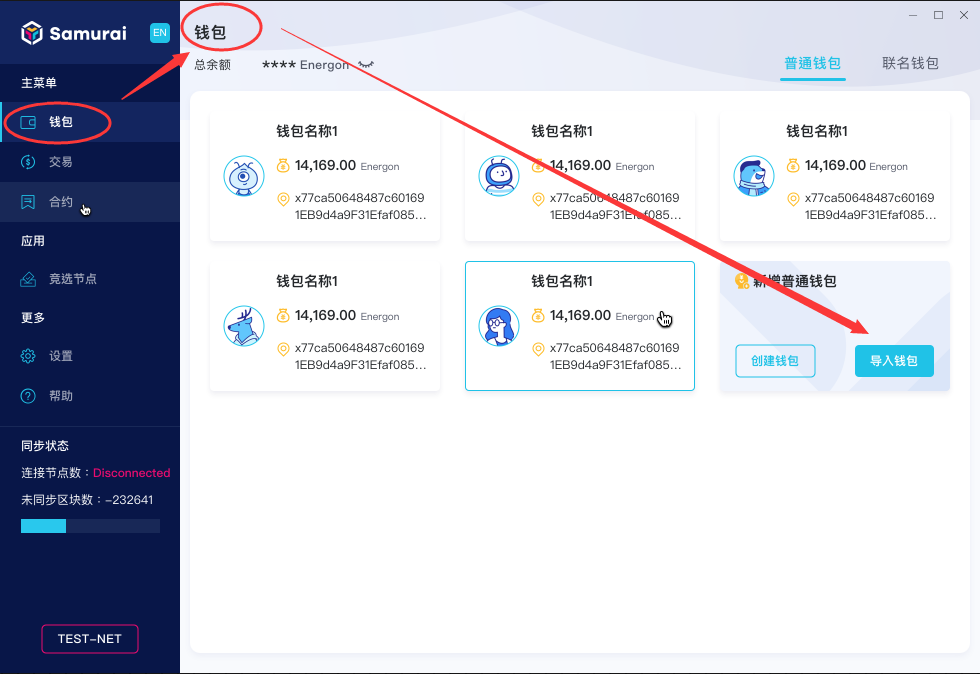 Samurai
EN
主菜单
钱包
交易
合约
应用
竞选节点
更多
设置
帮助
同步状态
连接节点数：Disconnected
未同步区块数：-232641
TEST-NET
钱包
总余额
**** Energon
普通钱包
联名钱包
钱包名称1
14,169.00 Energon
x77ca50648487c60169
1EB9d4a9F31Efaf085...
钱包名称1
14,169.00 Energon
x77ca50648487c60169
1EB9d4a9F31Efaf085...
钱包名称1
14,169.00 Energon
x77ca50648487c60169
1EB9d4a9F31Efaf085...
钱包名称1
14,169.00 Energon
x77ca50648487c60169
1EB9d4a9F31Efaf085...
钱包名称1
14,169.00 Energon
x77ca50648487c60169
1EB9d4a9F31Efaf085...
新增普通钱包
创建钱包
导入钱包